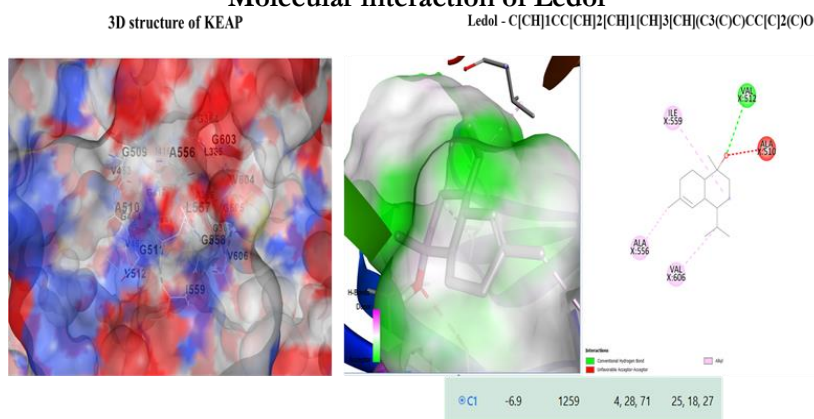 Molecular Interaction of Ledol
3D structure of KEAP
Ledol - C[CH]1CC[CH]2[CH]1[CH]3[CH](C3(C)C)CC[C]2(C)O
G603
G509
A556
L557
A510
G558
V606
V512
I559
VAL
X:512
ILE
X:559
ALA
X:510
ALA
X:556
VAL
X:606
Interactions
Conventional Hydrogen Bond
Unfavorable Acceptor-Acceptor
Alkyl
C1 -6.9 1259 4, 28, 71 25, 18, 27